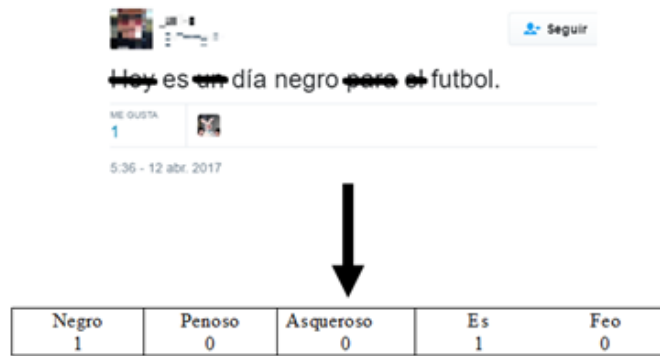 Seguir
Hoy es un día negro para el futbol.
ME GUSTA
1
5:36 - 12 abr. 2017
Negro Penoso Asqueroso Es Feo
1 0 0 1 0